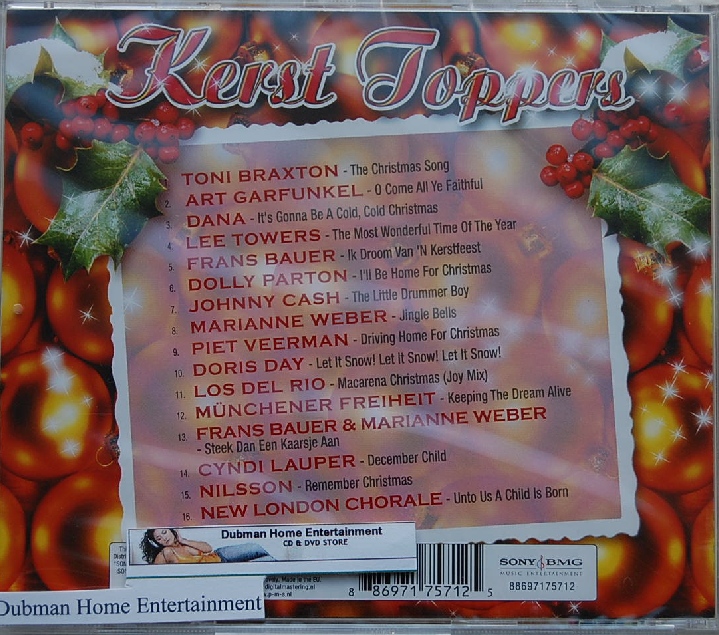 Kerst Toppers
TONI BRAXTON - The Christmas Song
2. ART GARFUNKEL - O Come All Ye Faithful
3. DANA - It's Gonna Be A Cold, Cold Christmas
4. LEE TOWERS - The Most Wonderful Time Of The Year
5. FRANS BAUER - Ik Droom Van 'N Kerstfeest
6. DOLLY PARTON - I'll Be Home For Christmas
7. JOHNNY CASH - The Little Drummer Boy
8. MARIANNE WEBER - Jingle Bells
9. PIET VEERMAN - Driving Home For Christmas
10. DORIS DAY - Let It Snow! Let It Snow! Let It Snow!
11. LOS DEL RIO - Macarena Christmas (Joy Mix)
12. MÜNCHENER FREIHEIT - Keeping The Dream Alive
13. FRANS BAUER & MARIANNE WEBER
- Steek Dan Een Kaarsje Aan
14. CYNDI LAUPER - December Child
15. NILSSON - Remember Christmas
16. NEW LONDON CHORALE - Unto Us A Child Is Born
Dubman Home Entertainment
CD & DVD STORE
SONY BMG
MUSIC ENTERTAINMENT
88697175712
Made in the EU.
8 86971 75712 5
Dubman Home Entertainment